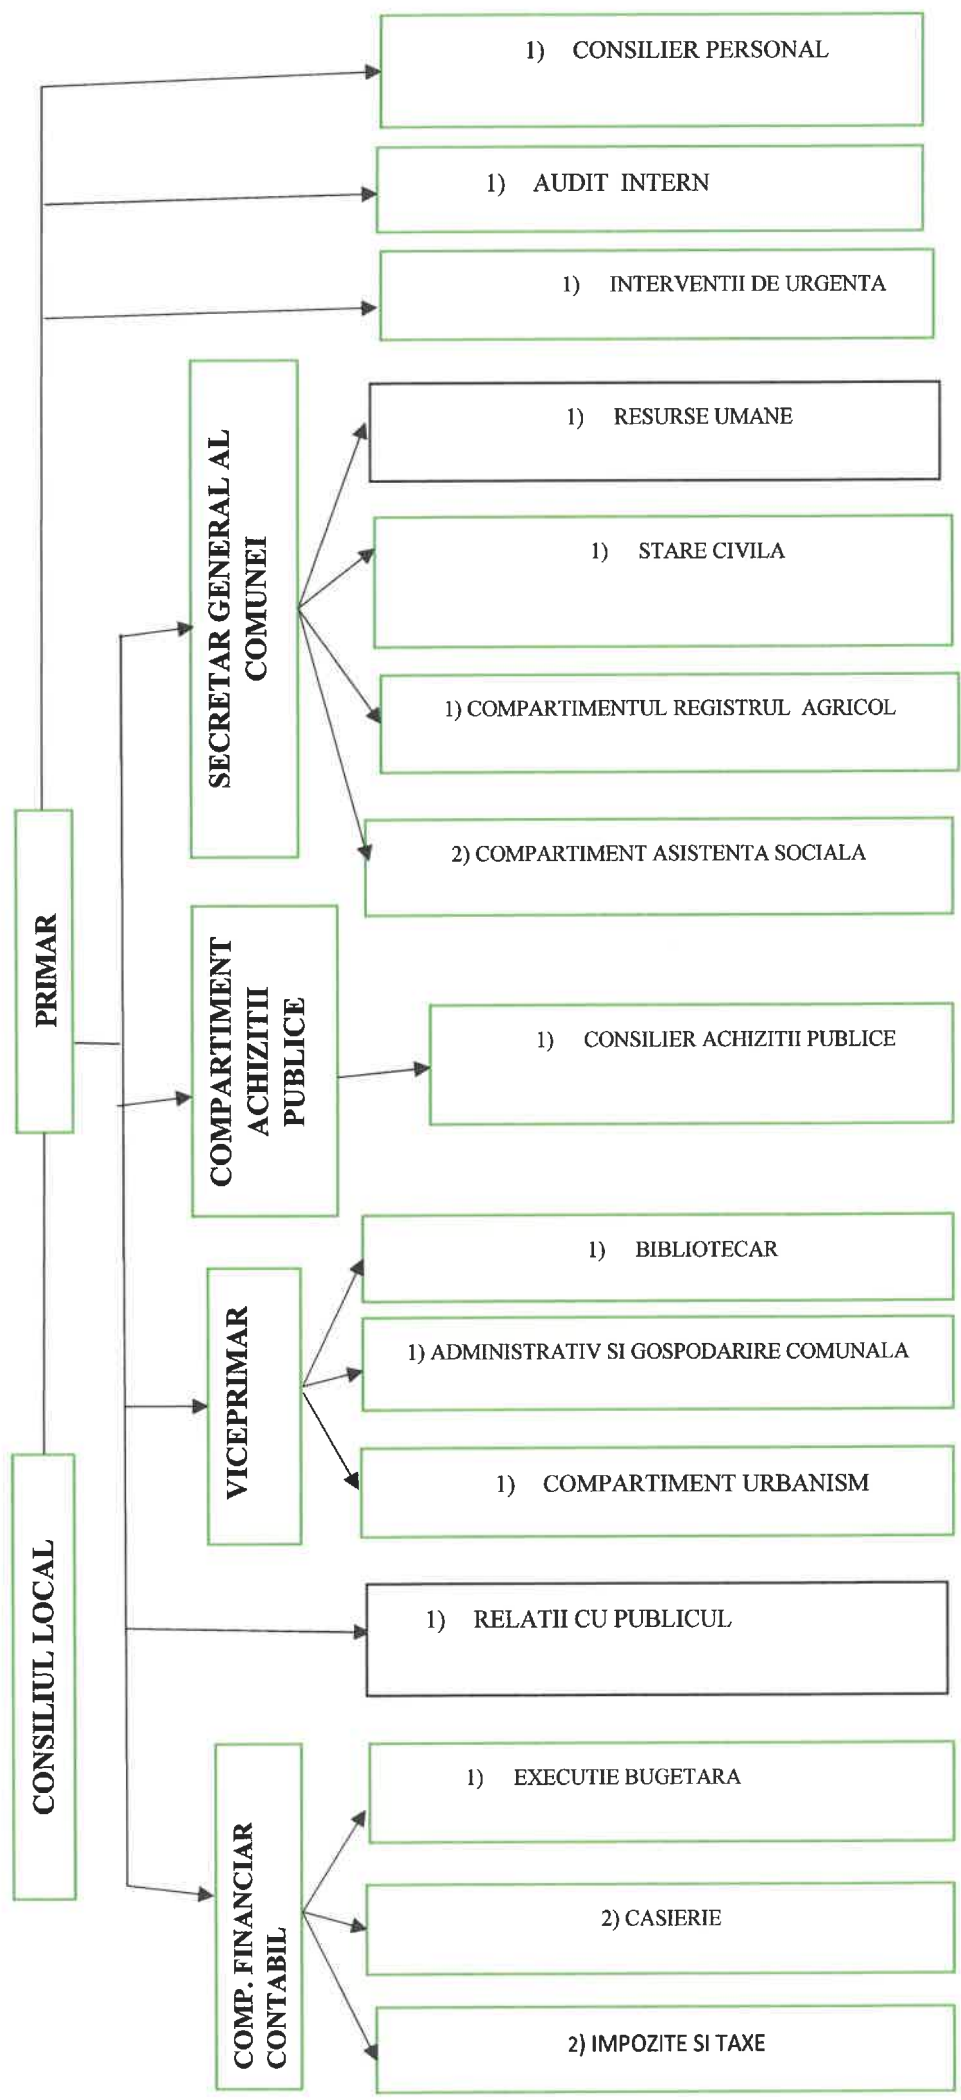 1) CONSILIER PERSONAL
1) AUDIT INTERN
1) INTERVENTII DE URGENTA
SECRETAR GENERAL AL
COMUNEI
1) RESURSE UMANE
1) STARE CIVILA
1) COMPARTIMENTUL REGISTRUL AGRICOL
2) COMPARTIMENT ASISTENTA SOCIALA
PRIMAR
COMPARTIMENT
ACHIZITII
PUBLICE
1) CONSILIER ACHIZITII PUBLICE
VICEPRIMAR
1) BIBLIOTECAR
1) ADMINISTRATIV SI GOSPODARIRE COMUNALA
1) COMPARTIMENT URBANISM
CONSILIUL LOCAL
1) RELATII CU PUBLICUL
COMP. FINANCIAR
CONTABIL
1) EXECUTIE BUGETARA
2) CASIERIE
2) IMPOZITE SI TAXE